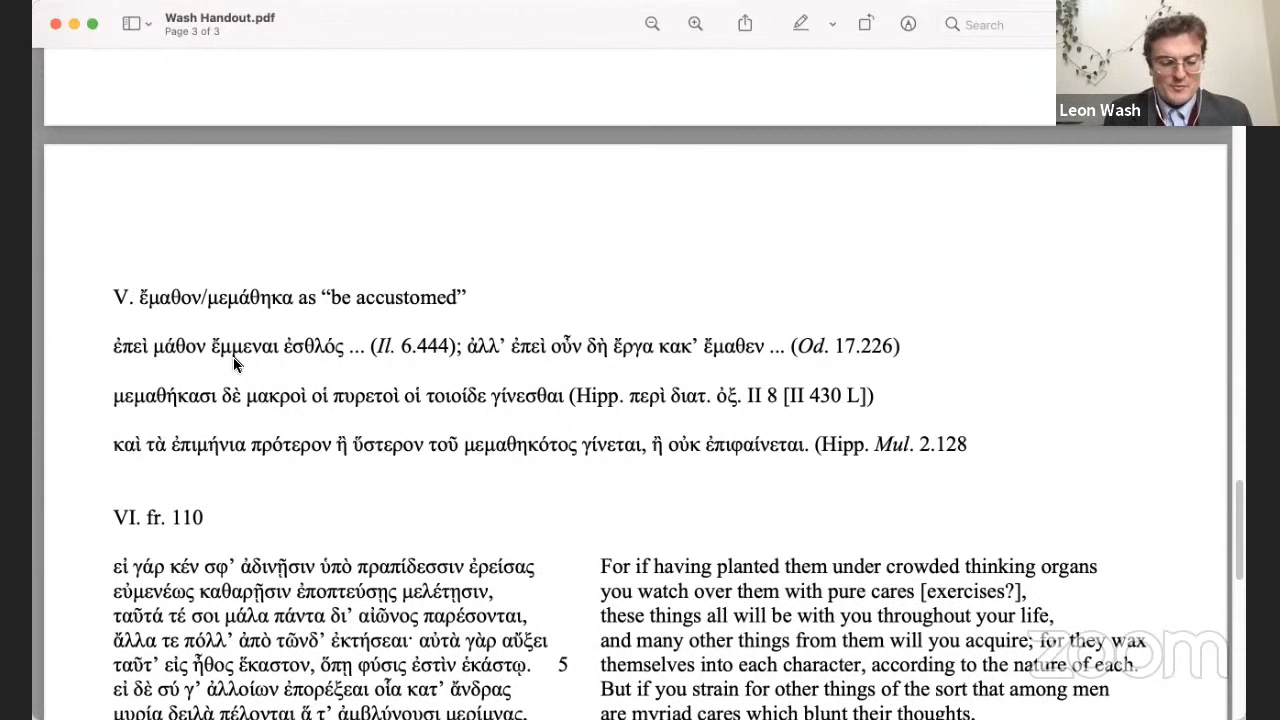 Wash Handout.pdf
Page 3 of 3
Search
Leon Wash
V. ἔμαθον/μεμάθηκα as “be accustomed”
ἐπεὶ μάθον ἔμμεναι ἐσθλός ... (Il. 6.444); ἀλλ’ ἐπεὶ οὖν δὴ ἔργα κακ’ ἔμαθεν ... (Od. 17.226)
μεμαθήκασι δὲ μακροὶ οἱ πυρετοὶ οἱ τοιοίδε γίνεσθαι (Hipp. περὶ διατ. ὀξ. II 8 [II 430 L])
καὶ τὰ ἐπιμήνια πρότερον ἢ ὕστερον τοῦ μεμαθηκότος γίνεται, ἢ οὐκ ἐπιφαίνεται. (Hipp. Mul. 2.128
VI. fr. 110
εἰ γάρ κέν σφ’ ἀδινῇσιν ὑπὸ πραπίδεσσιν ἐρείσας
εὐμενέως καθαρῇσιν ἐποπτεύσῃς μελέτῃσιν,
ταῦτά τέ σοι μάλα πάντα δι’ αἰῶνος παρέσονται,
ἄλλα τε πόλλ’ ἀπὸ τῶνδ’ ἐκτήσεαι· αὐτὰ γὰρ αὔξει
ταῦτ’ εἰς ἦθος ἕκαστον, ὅπῃ φύσις ἐστὶν ἑκάστῳ. 5
εἰ δὲ σύ γ’ ἀλλοίων ἐπορέξεαι οἷα κατ’ ἄνδρας
μυρία δειλὰ πέλονται ἅ τ’ ἀμβλύνουσι μερίμνας,
For if having planted them under crowded thinking organs
you watch over them with pure cares [exercises?],
these things all will be with you throughout your life,
and many other things from them will you acquire; for they wax
themselves into each character, according to the nature of each.
But if you strain for other things of the sort that among men
are myriad cares which blunt their thoughts,
zoom